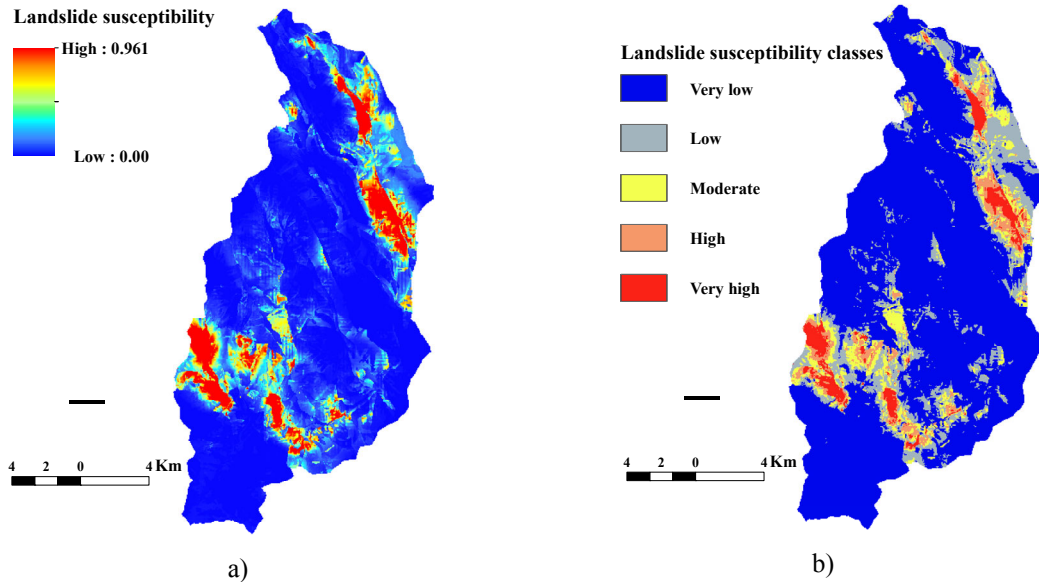 Landslide susceptibility
High : 0.961
Low : 0.00
4 2 0 4 Km
a)
Landslide susceptibility classes
Very low
Low
Moderate
High
Very high
4 2 0 4 Km
b)